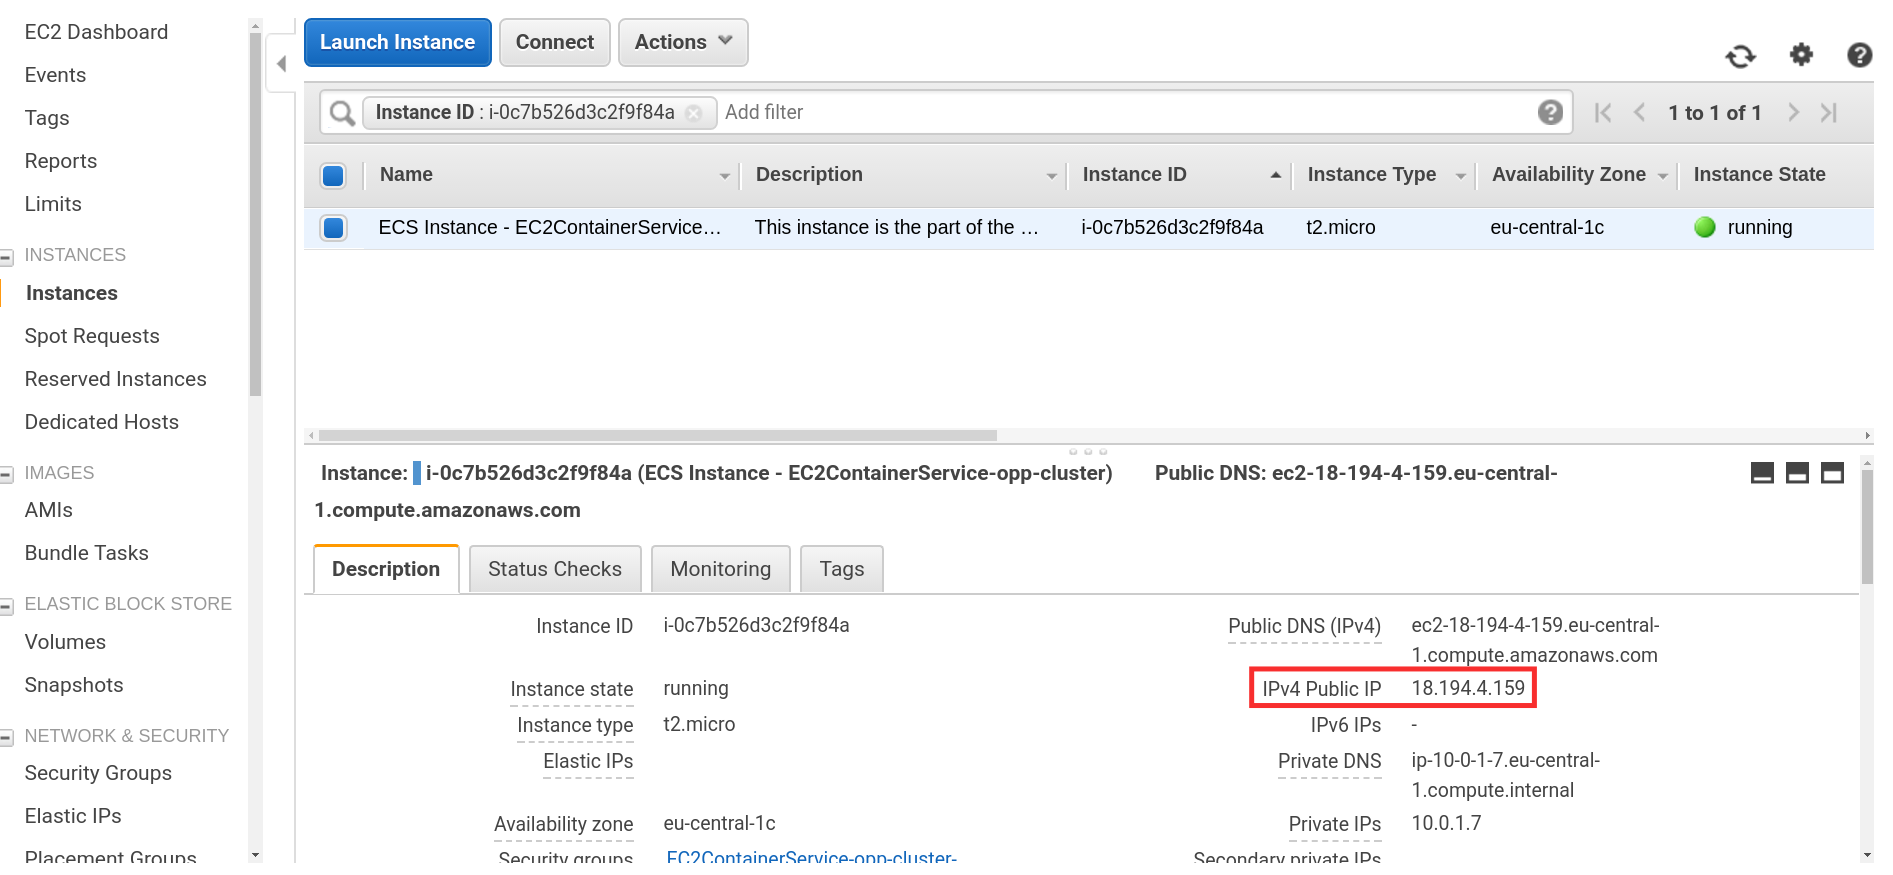 EC2 Dashboard
Events
Tags
Reports
Limits
INSTANCES
Instances
Spot Requests
Reserved Instances
Dedicated Hosts
IMAGES
AMIs
Bundle Tasks
ELASTIC BLOCK STORE
Volumes
Snapshots
NETWORK & SECURITY
Security Groups
Elastic IPs
Placement Groups
Launch Instance Connect Actions
Instance ID : i-0c7b526d3c2f9f84a Add filter 1 to 1 of 1
Name Description Instance ID Instance Type Availability Zone Instance State
ECS Instance - EC2ContainerService… This instance is the part of the … i-0c7b526d3c2f9f84a t2.micro eu-central-1c running
Instance: i-0c7b526d3c2f9f84a (ECS Instance - EC2ContainerService-opp-cluster) Public DNS: ec2-18-194-4-159.eu-central-
1.compute.amazonaws.com
Description Status Checks Monitoring Tags
Instance ID i-0c7b526d3c2f9f84a
Instance state running
Instance type t2.micro
Elastic IPs
Availability zone eu-central-1c
Security groups EC2ContainerService-opp-cluster-
Public DNS (IPv4) ec2-18-194-4-159.eu-central-
1.compute.amazonaws.com
IPv4 Public IP 18.194.4.159
IPv6 IPs -
Private DNS ip-10-0-1-7.eu-central-
1.compute.internal
Private IPs 10.0.1.7
Secondary private IPs